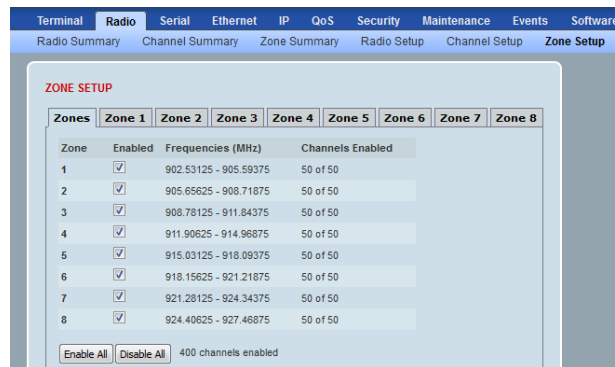 Terminal Radio Serial Ethernet IP QoS Security Maintenance Events Software
Radio Summary Channel Summary Zone Summary Radio Setup Channel Setup Zone Setup
ZONE SETUP
Zones Zone 1 Zone 2 Zone 3 Zone 4 Zone 5 Zone 6 Zone 7 Zone 8
Zone Enabled Frequencies (MHz) Channels Enabled
1 902.53125 - 905.59375 50 of 50
2 905.65625 - 908.71875 50 of 50
3 908.78125 - 911.84375 50 of 50
4 911.90625 - 914.96875 50 of 50
5 915.03125 - 918.09375 50 of 50
6 918.15625 - 921.21875 50 of 50
7 921.28125 - 924.34375 50 of 50
8 924.40625 - 927.46875 50 of 50
Enable All Disable All 400 channels enabled